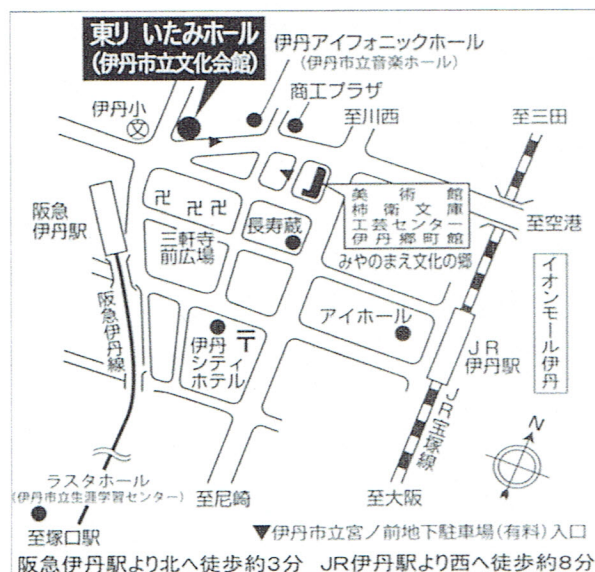 東リ いたみホール
(伊丹市立文化会館)
伊丹アイフォニックホール
(伊丹市立音楽ホール)
商工プラザ
伊丹小
文
至川西
至三田
阪急
伊丹駅
卍 卍 卍
三軒寺
前広場
長寿蔵
美術館
柿衛文庫
工芸センター
伊丹郷町館
みやのまえ文化の郷
至空港
イオンモール伊丹
アイホール
JR
伊丹駅
阪急伊丹線
伊丹
シティ
ホテル
〒
JR宝塚線
N
ラスタホール
(伊丹市立生涯学習センター)
至塚口駅
至尼崎
至大阪
▼伊丹市立宮ノ前地下駐車場(有料)入口
阪急伊丹駅より北へ徒歩約3分 JR伊丹駅より西へ徒歩約8分